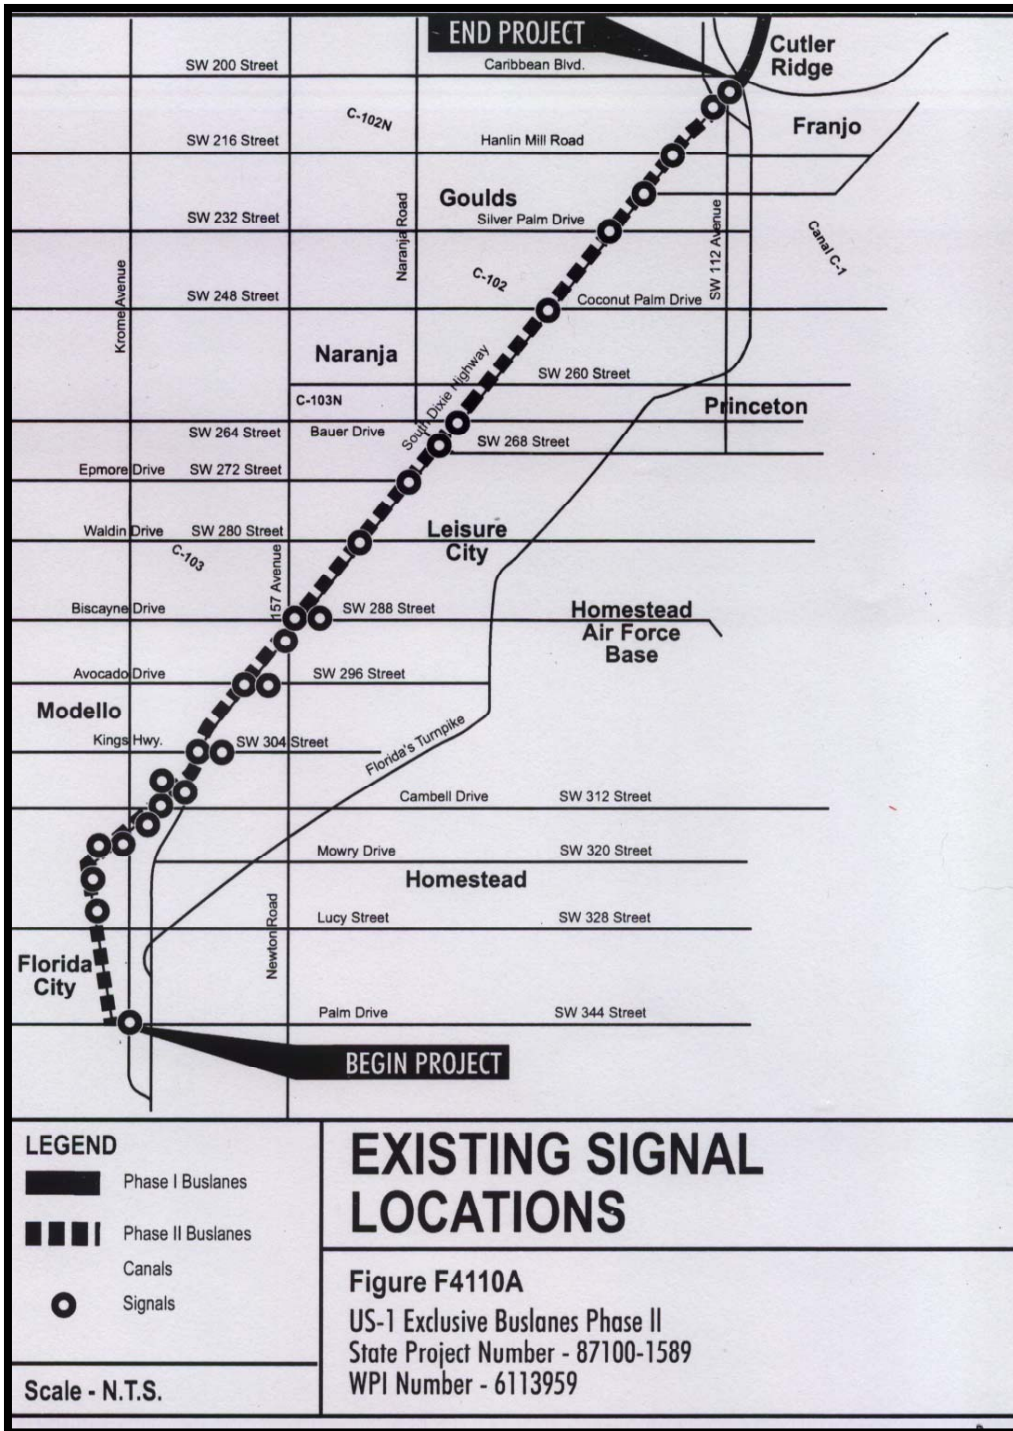 END PROJECT
Cutler
Ridge
SW 200 Street
Caribbean Blvd.
C-102N
Franjo
SW 216 Street
Hanlin Mill Road
Goulds
Naranja Road
SW 232 Street
Silver Palm Drive
SW 112 Avenue
Canal C-1
Krome Avenue
C-102
SW 248 Street
Coconut Palm Drive
Naranja
South Dixie Highway
SW 260 Street
C-103N
Princeton
SW 264 Street
Bauer Drive
SW 268 Street
Epmore Drive
SW 272 Street
Waldin Drive
SW 280 Street
Leisure
City
C-103
157 Avenue
Biscayne Drive
SW 288 Street
Homestead
Air Force
Base
Avocado Drive
SW 296 Street
Modello
Kings Hwy.
SW 304 Street
Florida's Turnpike
Cambell Drive
SW 312 Street
Mowry Drive
SW 320 Street
Homestead
Newton Road
Lucy Street
SW 328 Street
Florida
City
Palm Drive
SW 344 Street
BEGIN PROJECT
LEGEND
Phase I Buslanes
Phase II Buslanes
Canals
Signals
Scale - N.T.S.
EXISTING SIGNAL
LOCATIONS
Figure F4110A
US-1 Exclusive Buslanes Phase II
State Project Number - 87100-1589
WPI Number - 6113959